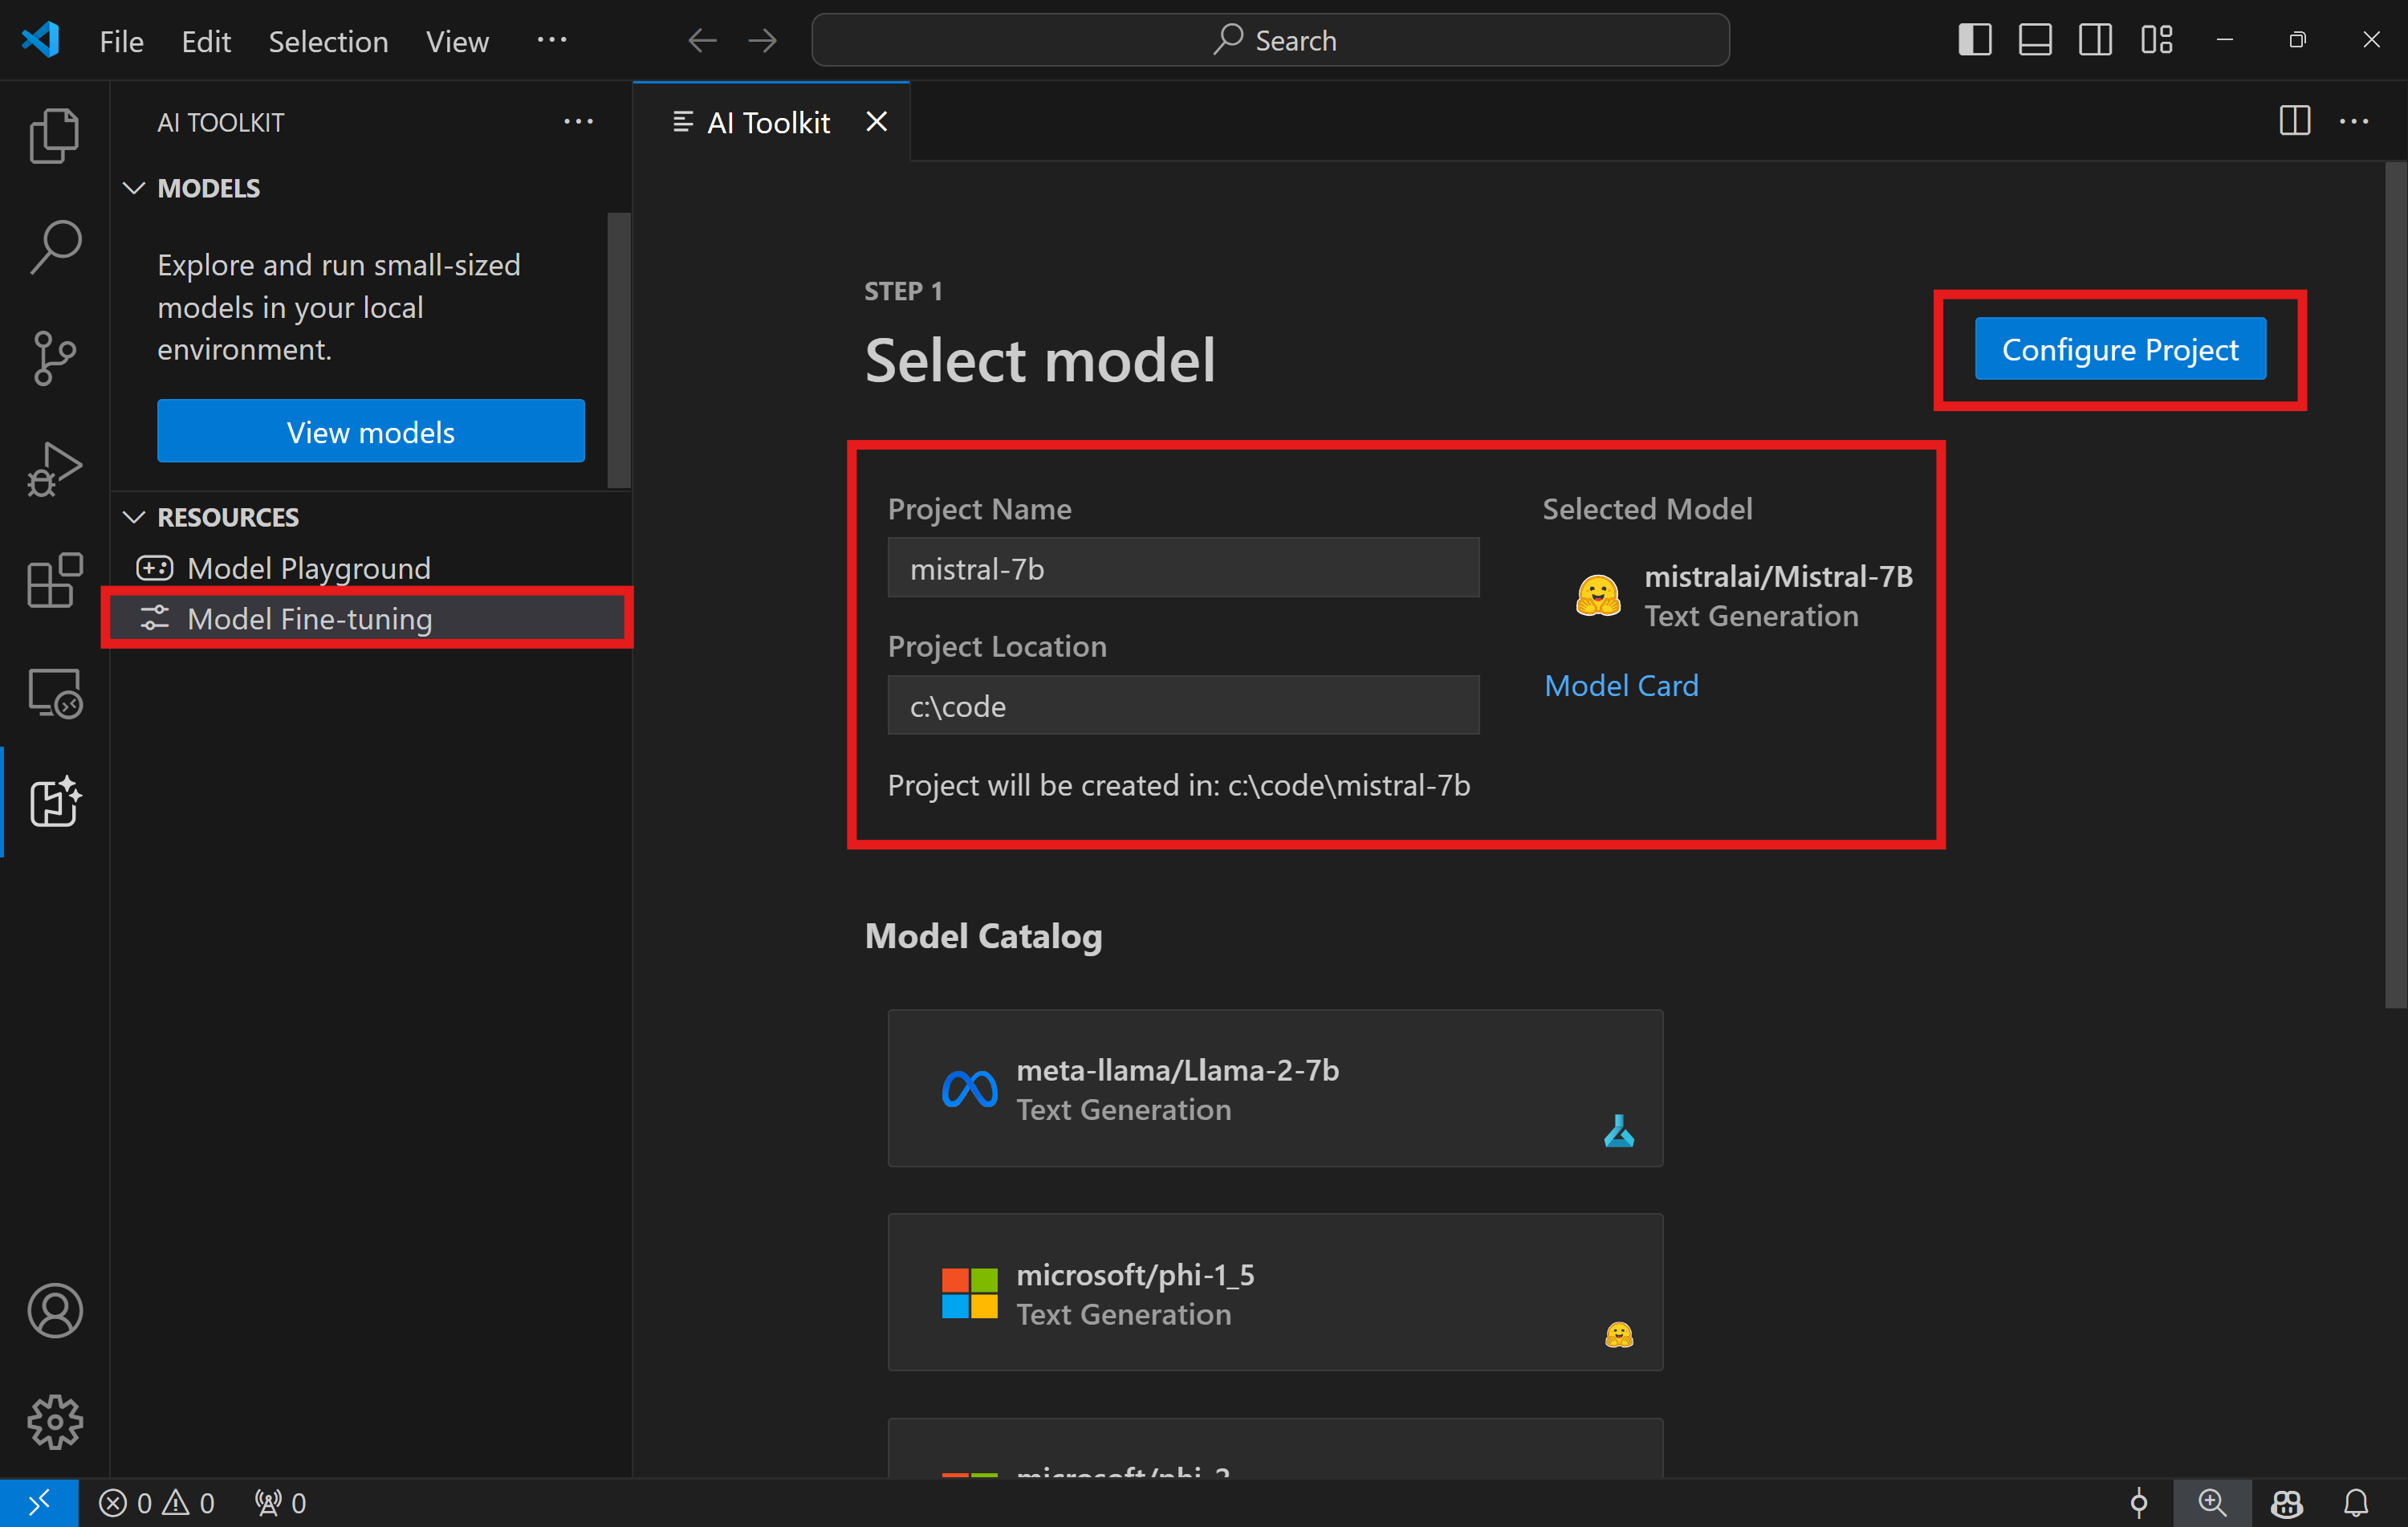 File Edit Selection View ...
Search
AI TOOLKIT
MODELS
Explore and run small-sized
models in your local
environment.
View models
RESOURCES
Model Playground
Model Fine-tuning
AI Toolkit
STEP 1
Select model
Configure Project
Project Name
mistral-7b
Project Location
c:\code
Project will be created in: c:\code\mistral-7b
Selected Model
mistralai/Mistral-7B
Text Generation
Model Card
Model Catalog
meta-llama/Llama-2-7b
Text Generation
microsoft/phi-1_5
Text Generation
microsoft/phi-2
0 0 0